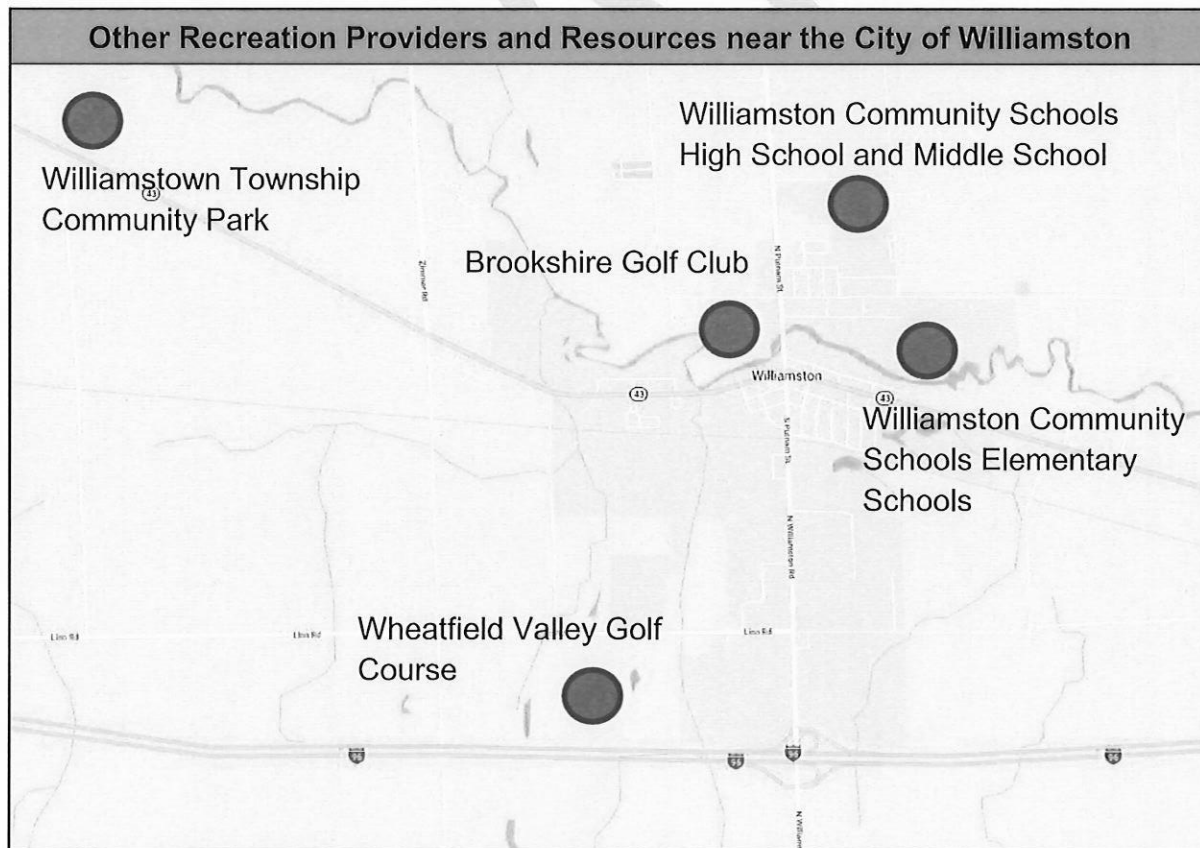 Other Recreation Providers and Resources near the City of Williamston
Williamston Community Schools
High School and Middle School
Williamstown Township
Community Park
43
Brookshire Golf Club
N Putnam St
Zimmer Rd
Williamston
43
43
Williamston Community
Schools Elementary
Schools
S Putnam St
N Williamston Rd
Wheatfield Valley Golf
Course
Linn Rd
Linn Rd
Linn Rd
96
96
96
96